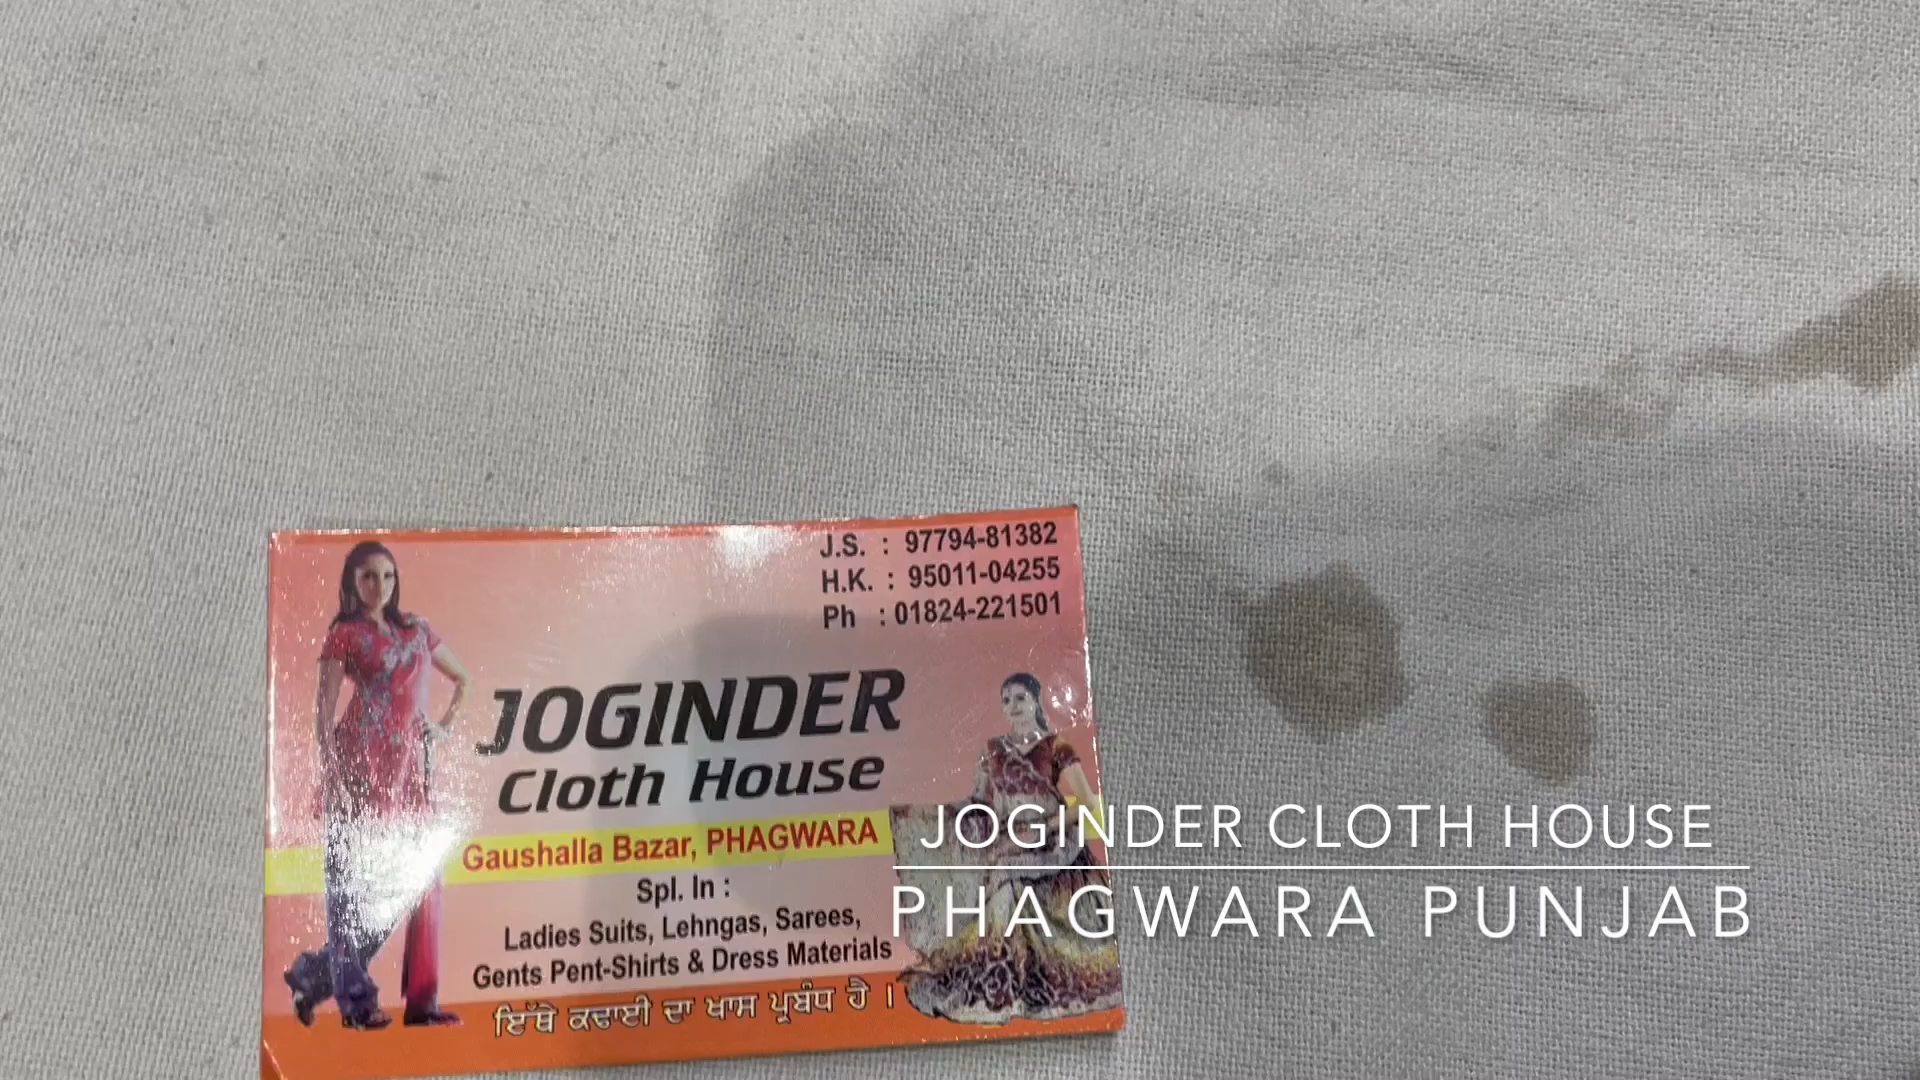 J.S. : 97794-81382
H.K. : 95011-04255
Ph : 01824-221501
JOGINDER
Cloth House
Gaushalla Bazar, PHAGWARA
Spl. In :
Ladies Suits, Lehngas, Sarees,
Gents Pent-Shirts & Dress Materials
ਇੱਥੇ ਕਢਾਈ ਦਾ ਖਾਸ ਪ੍ਰਬੰਧ ਹੈ ।
JOGINDER CLOTH HOUSE
PHAGWARA PUNJAB